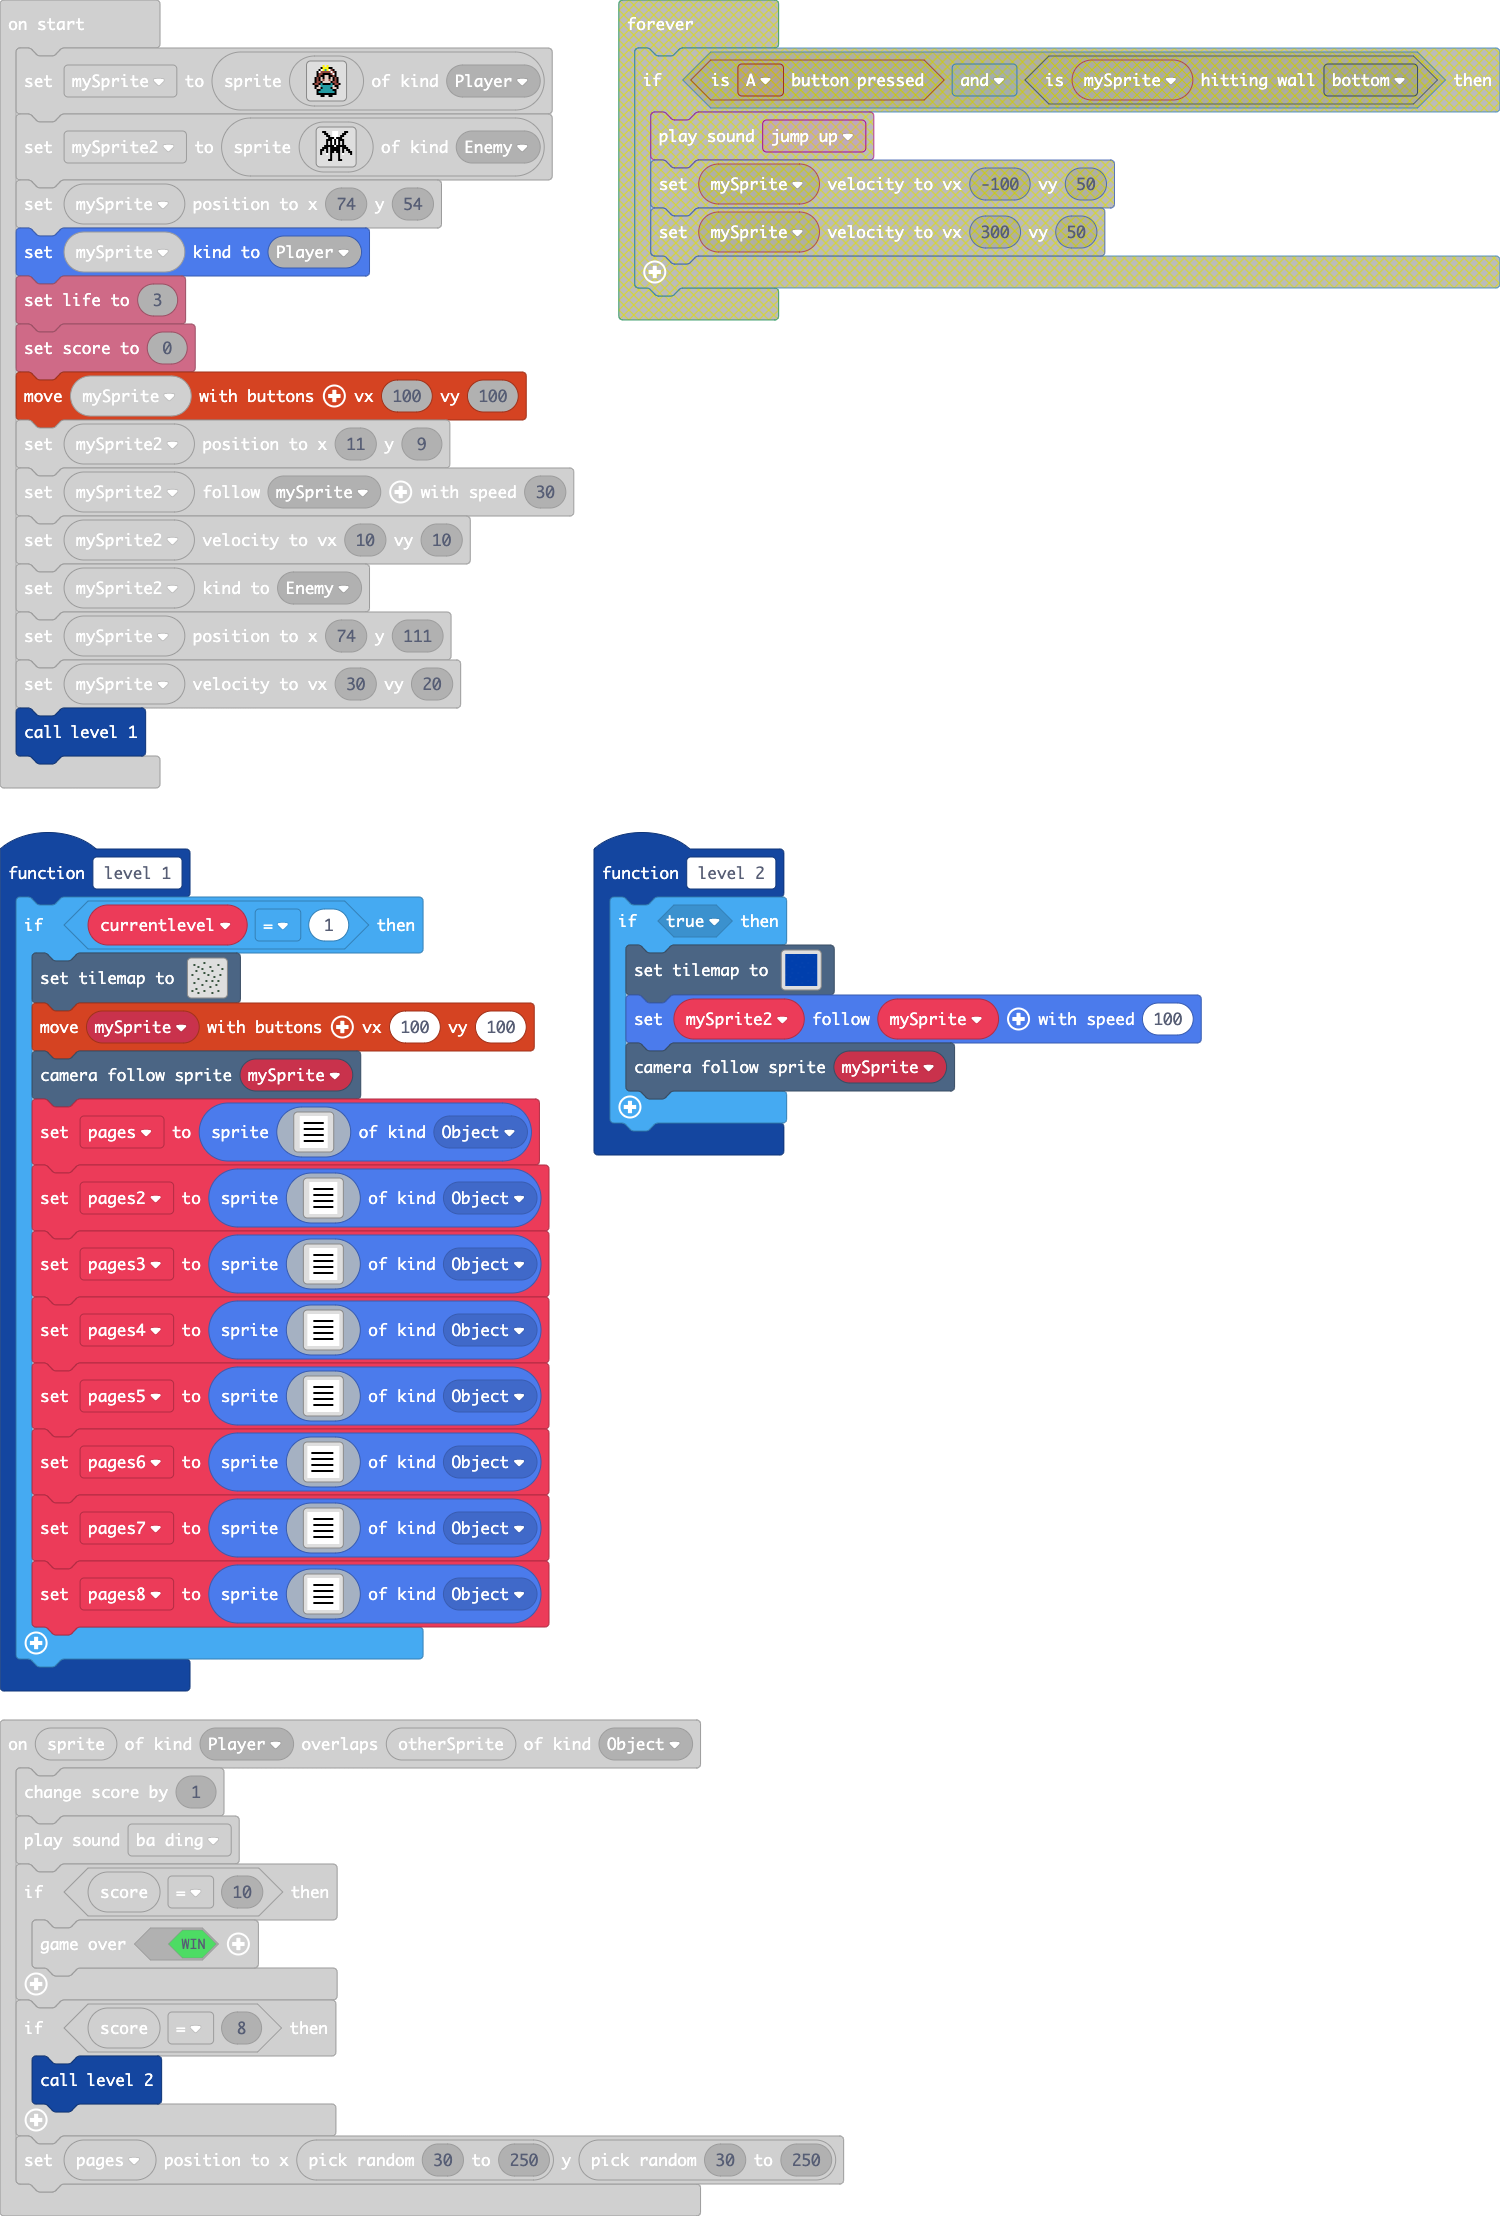 on start
set mySprite to sprite of kind Player
set mySprite2 to sprite of kind Enemy
set mySprite position to x 74 y 54
set mySprite kind to Player
set life to 3
set score to 0
move mySprite with buttons vx 100 vy 100
set mySprite2 position to x 11 y 9
set mySprite2 follow mySprite with speed 30
set mySprite2 velocity to vx 10 vy 10
set mySprite2 kind to Enemy
set mySprite position to x 74 y 111
set mySprite velocity to vx 30 vy 20
call level 1
forever
if is A button pressed and is mySprite hitting wall bottom then
play sound jump up
set mySprite velocity to vx -100 vy 50
set mySprite velocity to vx 300 vy 50
function level 1
if currentlevel = 1 then
set tilemap to
move mySprite with buttons vx 100 vy 100
camera follow sprite mySprite
set pages to sprite of kind Object
set pages2 to sprite of kind Object
set pages3 to sprite of kind Object
set pages4 to sprite of kind Object
set pages5 to sprite of kind Object
set pages6 to sprite of kind Object
set pages7 to sprite of kind Object
set pages8 to sprite of kind Object
function level 2
if true then
set tilemap to
set mySprite2 follow mySprite with speed 100
camera follow sprite mySprite
on sprite of kind Player overlaps otherSprite of kind Object
change score by 1
play sound ba ding
if score = 10 then
game over WIN
if score = 8 then
call level 2
set pages position to x pick random 30 to 250 y pick random 30 to 250